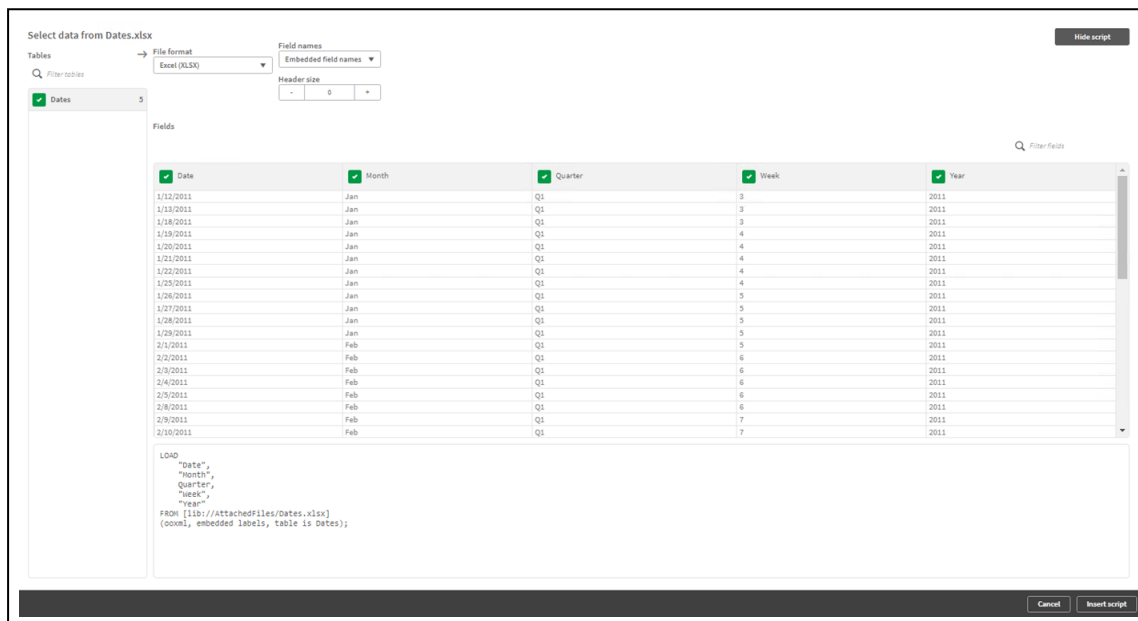 Select data from Dates.xlsx
Hide script
Tables
File format
Field names
Excel (XLSX)
Embedded field names
Filter tables
Header size
- 0 +
Dates 5
Fields
Filter fields
Date Month Quarter Week Year
1/12/2011 Jan Q1 3 2011
1/13/2011 Jan Q1 3 2011
1/18/2011 Jan Q1 3 2011
1/19/2011 Jan Q1 4 2011
1/20/2011 Jan Q1 4 2011
1/21/2011 Jan Q1 4 2011
1/22/2011 Jan Q1 4 2011
1/25/2011 Jan Q1 4 2011
1/26/2011 Jan Q1 5 2011
1/27/2011 Jan Q1 5 2011
1/28/2011 Jan Q1 5 2011
1/29/2011 Jan Q1 5 2011
2/1/2011 Feb Q1 5 2011
2/2/2011 Feb Q1 6 2011
2/3/2011 Feb Q1 6 2011
2/4/2011 Feb Q1 6 2011
2/5/2011 Feb Q1 6 2011
2/8/2011 Feb Q1 6 2011
2/9/2011 Feb Q1 7 2011
2/10/2011 Feb Q1 7 2011
LOAD
"Date",
"Month",
Quarter,
"Week",
"Year"
FROM [lib://AttachedFiles/Dates.xlsx]
(ooxml, embedded labels, table is Dates);
Cancel
Insert script